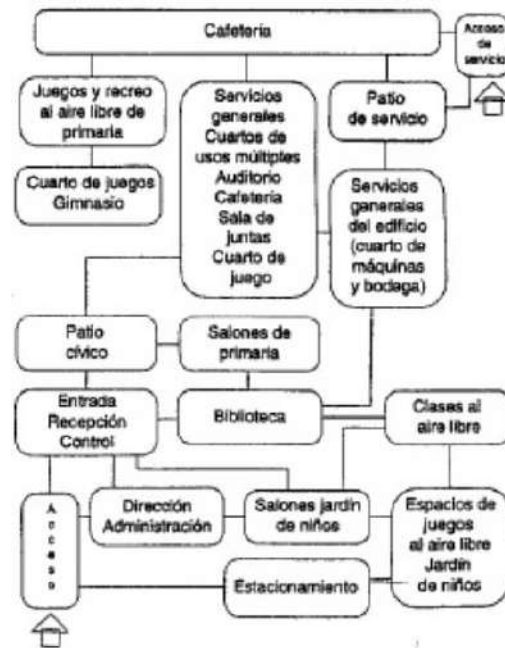 Cafetería
Acceso
de
servicio
Juegos y recreo
al aire libre de
primaria
Servicios
generales
Cuartos de
usos múltiples
Auditorio
Cafetería
Sala de
juntas
Cuarto de
juego
Patio
de servicio
Cuarto de juegos
Gimnasio
Servicios
generales
del edificio
(cuarto de
máquinas
y bodega)
Patio
cívico
Salones de
primaria
Entrada
Recepción
Control
Biblioteca
Clases al
aire libre
Acceso
Dirección
Administración
Salones jardín
de niños
Espacios de
juegos
al aire libre
Jardín
de niños
Estacionamiento